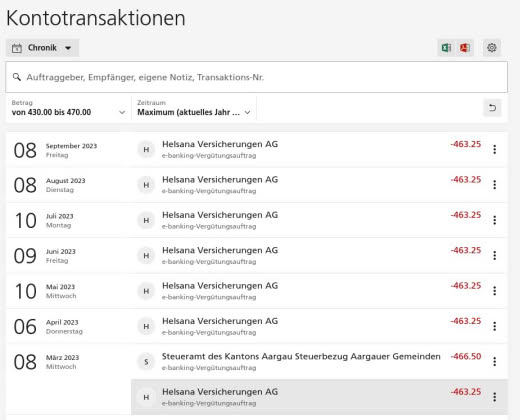 Kontotransaktionen
Chronik
Auftraggeber, Empfänger, eigene Notiz, Transaktions-Nr.
Betrag
von 430.00 bis 470.00
Zeitraum
Maximum (aktuelles Jahr ...
08 September 2023 Freitag
H Helsana Versicherungen AG -463.25
e-banking-Vergütungsauftrag
08 August 2023 Dienstag
H Helsana Versicherungen AG -463.25
e-banking-Vergütungsauftrag
10 Juli 2023 Montag
H Helsana Versicherungen AG -463.25
e-banking-Vergütungsauftrag
09 Juni 2023 Freitag
H Helsana Versicherungen AG -463.25
e-banking-Vergütungsauftrag
10 Mai 2023 Mittwoch
H Helsana Versicherungen AG -463.25
e-banking-Vergütungsauftrag
06 April 2023 Donnerstag
H Helsana Versicherungen AG -463.25
e-banking-Vergütungsauftrag
08 März 2023 Mittwoch
S Steueramt des Kantons Aargau Steuerbezug Aargauer Gemeinden -466.50
e-banking-Vergütungsauftrag
H Helsana Versicherungen AG -463.25
e-banking-Vergütungsauftrag